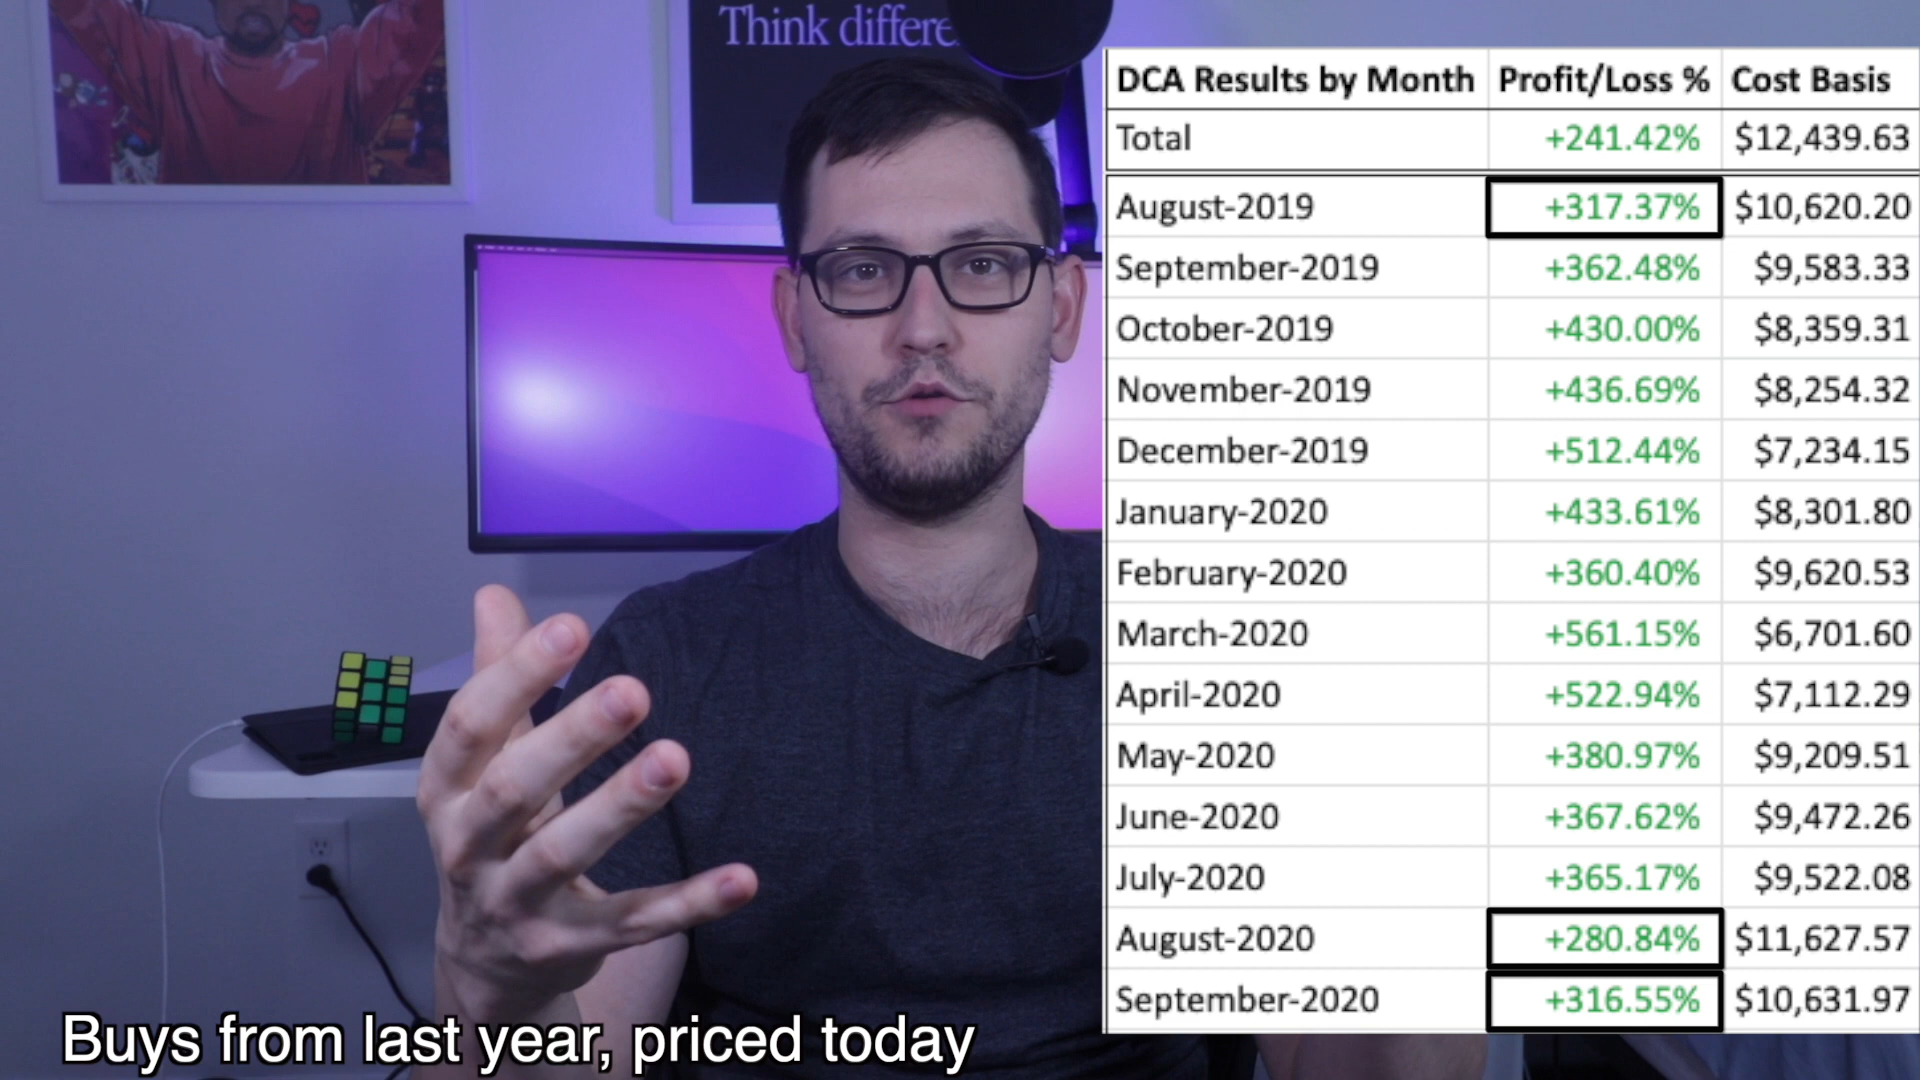 Think differe
DCA Results by Month Profit/Loss % Cost Basis
Total +241.42% $12,439.63
August-2019 +317.37% $10,620.20
September-2019 +362.48% $9,583.33
October-2019 +430.00% $8,359.31
November-2019 +436.69% $8,254.32
December-2019 +512.44% $7,234.15
January-2020 +433.61% $8,301.80
February-2020 +360.40% $9,620.53
March-2020 +561.15% $6,701.60
April-2020 +522.94% $7,112.29
May-2020 +380.97% $9,209.51
June-2020 +367.62% $9,472.26
July-2020 +365.17% $9,522.08
August-2020 +280.84% $11,627.57
September-2020 +316.55% $10,631.97
Buys from last year, priced today